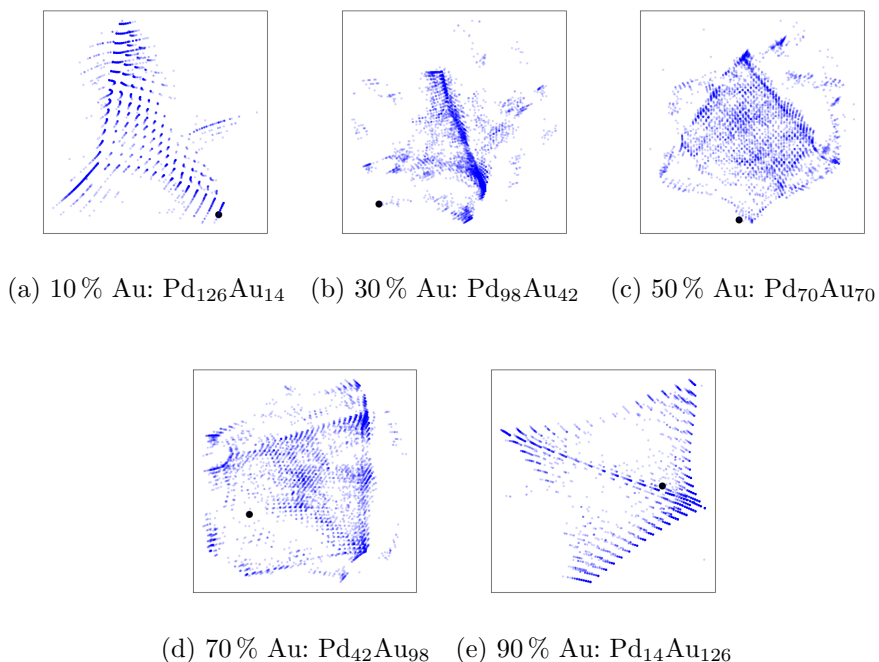 (a) 10 % Au: Pd₁₂₆Au₁₄ (b) 30 % Au: Pd₉₈Au₄₂ (c) 50 % Au: Pd₇₀Au₇₀
(d) 70 % Au: Pd₄₂Au₉₈ (e) 90 % Au: Pd₁₄Au₁₂₆